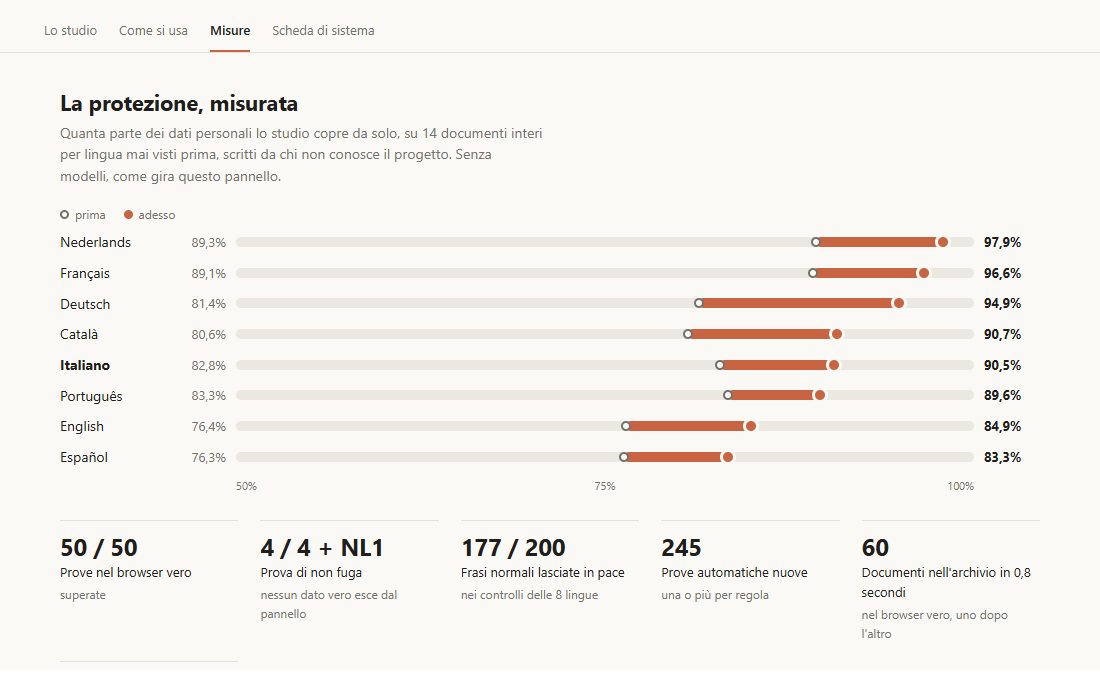 Lo studio Come si usa Misure Scheda di sistema
La protezione, misurata
Quanta parte dei dati personali lo studio copre da solo, su 14 documenti interi
per lingua mai visti prima, scritti da chi non conosce il progetto. Senza
modelli, come gira questo pannello.
prima adesso
Nederlands 89,3% 97,9%
Français 89,1% 96,6%
Deutsch 81,4% 94,9%
Català 80,6% 90,7%
Italiano 82,8% 90,5%
Português 83,3% 89,6%
English 76,4% 84,9%
Español 76,3% 83,3%
50% 75% 100%
50 / 50
Prove nel browser vero
superate
4 / 4 + NL1
Prova di non fuga
nessun dato vero esce dal
pannello
177 / 200
Frasi normali lasciate in pace
nei controlli delle 8 lingue
245
Prove automatiche nuove
una o più per regola
60
Documenti nell'archivio in 0,8
secondi
nel browser vero, uno dopo
l'altro